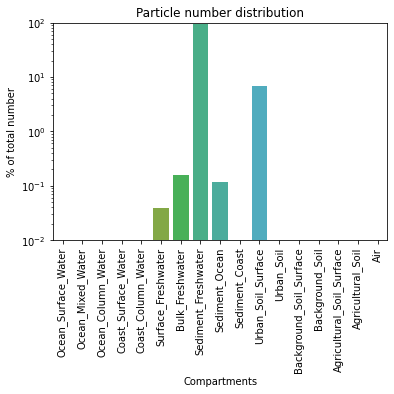 Particle number distribution
% of total number
10²
10¹
10⁰
10⁻¹
10⁻²
Ocean_Surface_Water
Ocean_Mixed_Water
Ocean_Column_Water
Coast_Surface_Water
Coast_Column_Water
Surface_Freshwater
Bulk_Freshwater
Sediment_Freshwater
Sediment_Ocean
Sediment_Coast
Urban_Soil_Surface
Urban_Soil
Background_Soil_Surface
Background_Soil
Agricultural_Soil_Surface
Agricultural_Soil
Air
Compartments